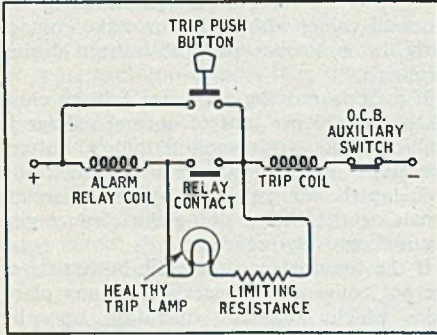 TRIP PUSH
BUTTON
O.C.B.
AUXILIARY
SWITCH
+
-
ALARM
RELAY COIL
RELAY
CONTACT
TRIP COIL
HEALTHY
TRIP LAMP
LIMITING
RESISTANCE